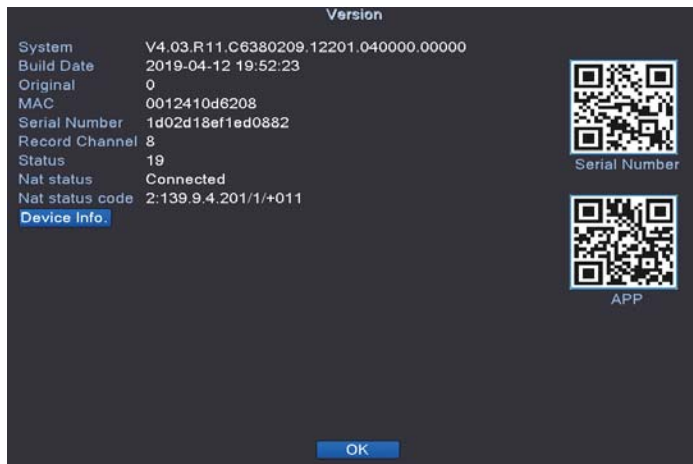 Version
System V4.03.R11.C6380209.12201.040000.00000
Build Date 2019-04-12 19:52:23
Original 0
MAC 0012410d6208
Serial Number 1d02d18ef1ed0882
Record Channel 8
Status 19
Nat status Connected
Nat status code 2:139.9.4.201/1/+011
Device Info.
Serial Number
APP
OK